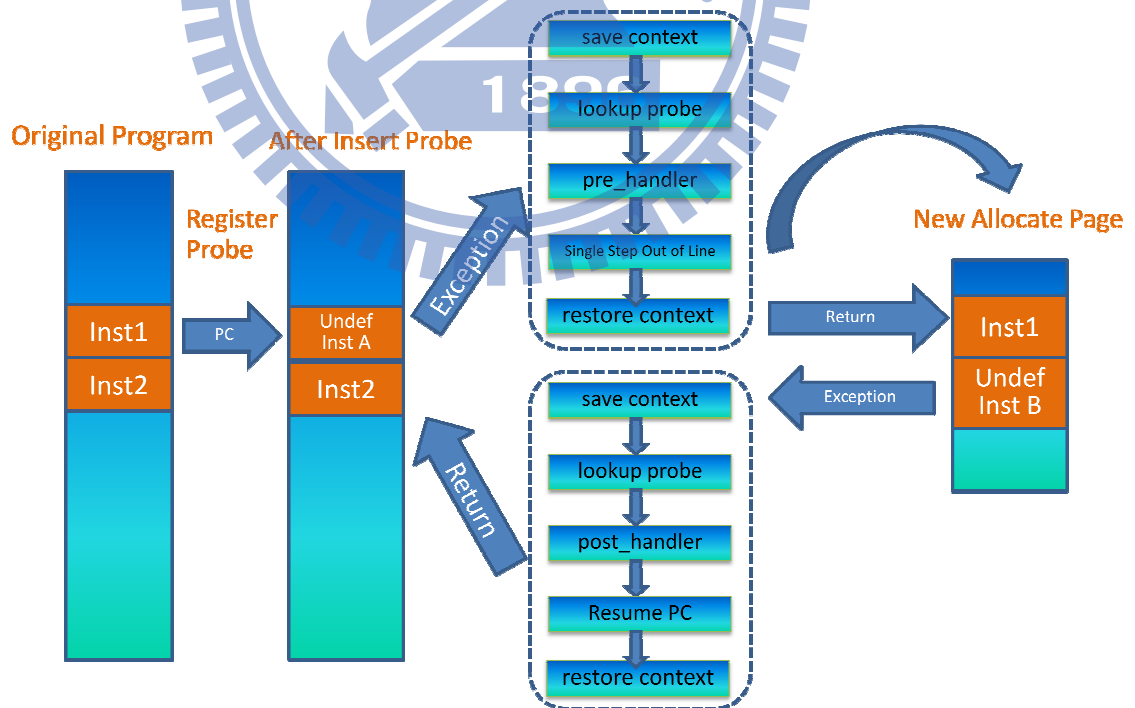 Original Program
Register
Probe
Inst1
Inst2
PC
After Insert Probe
Undef
Inst A
Inst2
Exception
save context
lookup probe
pre_handler
Single Step Out of Line
restore context
Return
New Allocate Page
Inst1
Undef
Inst B
Exception
save context
lookup probe
post_handler
Resume PC
restore context
Return